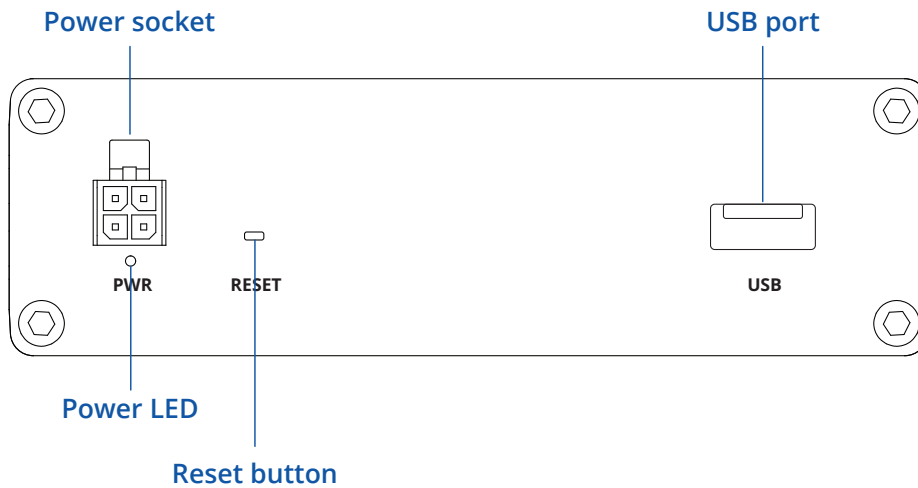 Power socket
USB port
PWR
RESET
USB
Power LED
Reset button